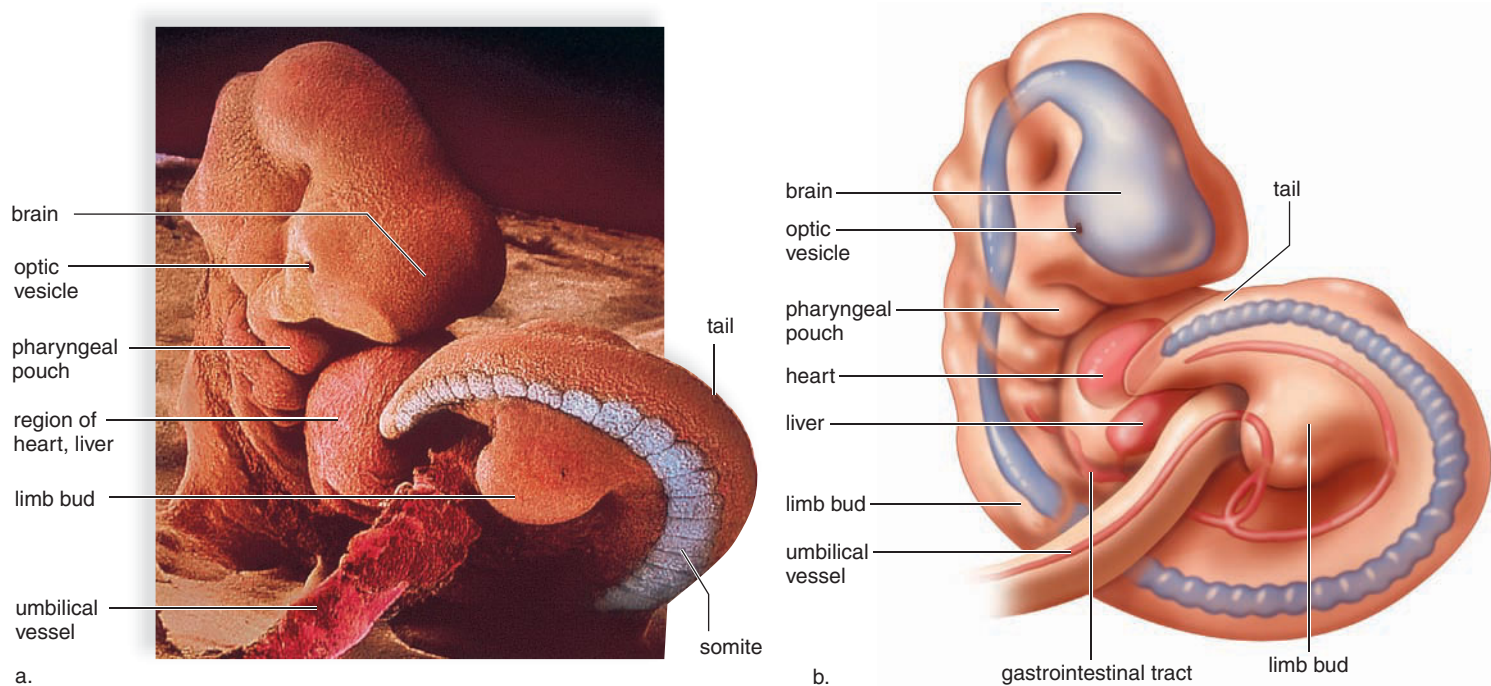 brain
optic
vesicle
pharyngeal
pouch
region of
heart, liver
limb bud
umbilical
vessel
tail
somite
a.
brain
optic
vesicle
pharyngeal
pouch
heart
liver
limb bud
umbilical
vessel
tail
gastrointestinal tract
limb bud
b.